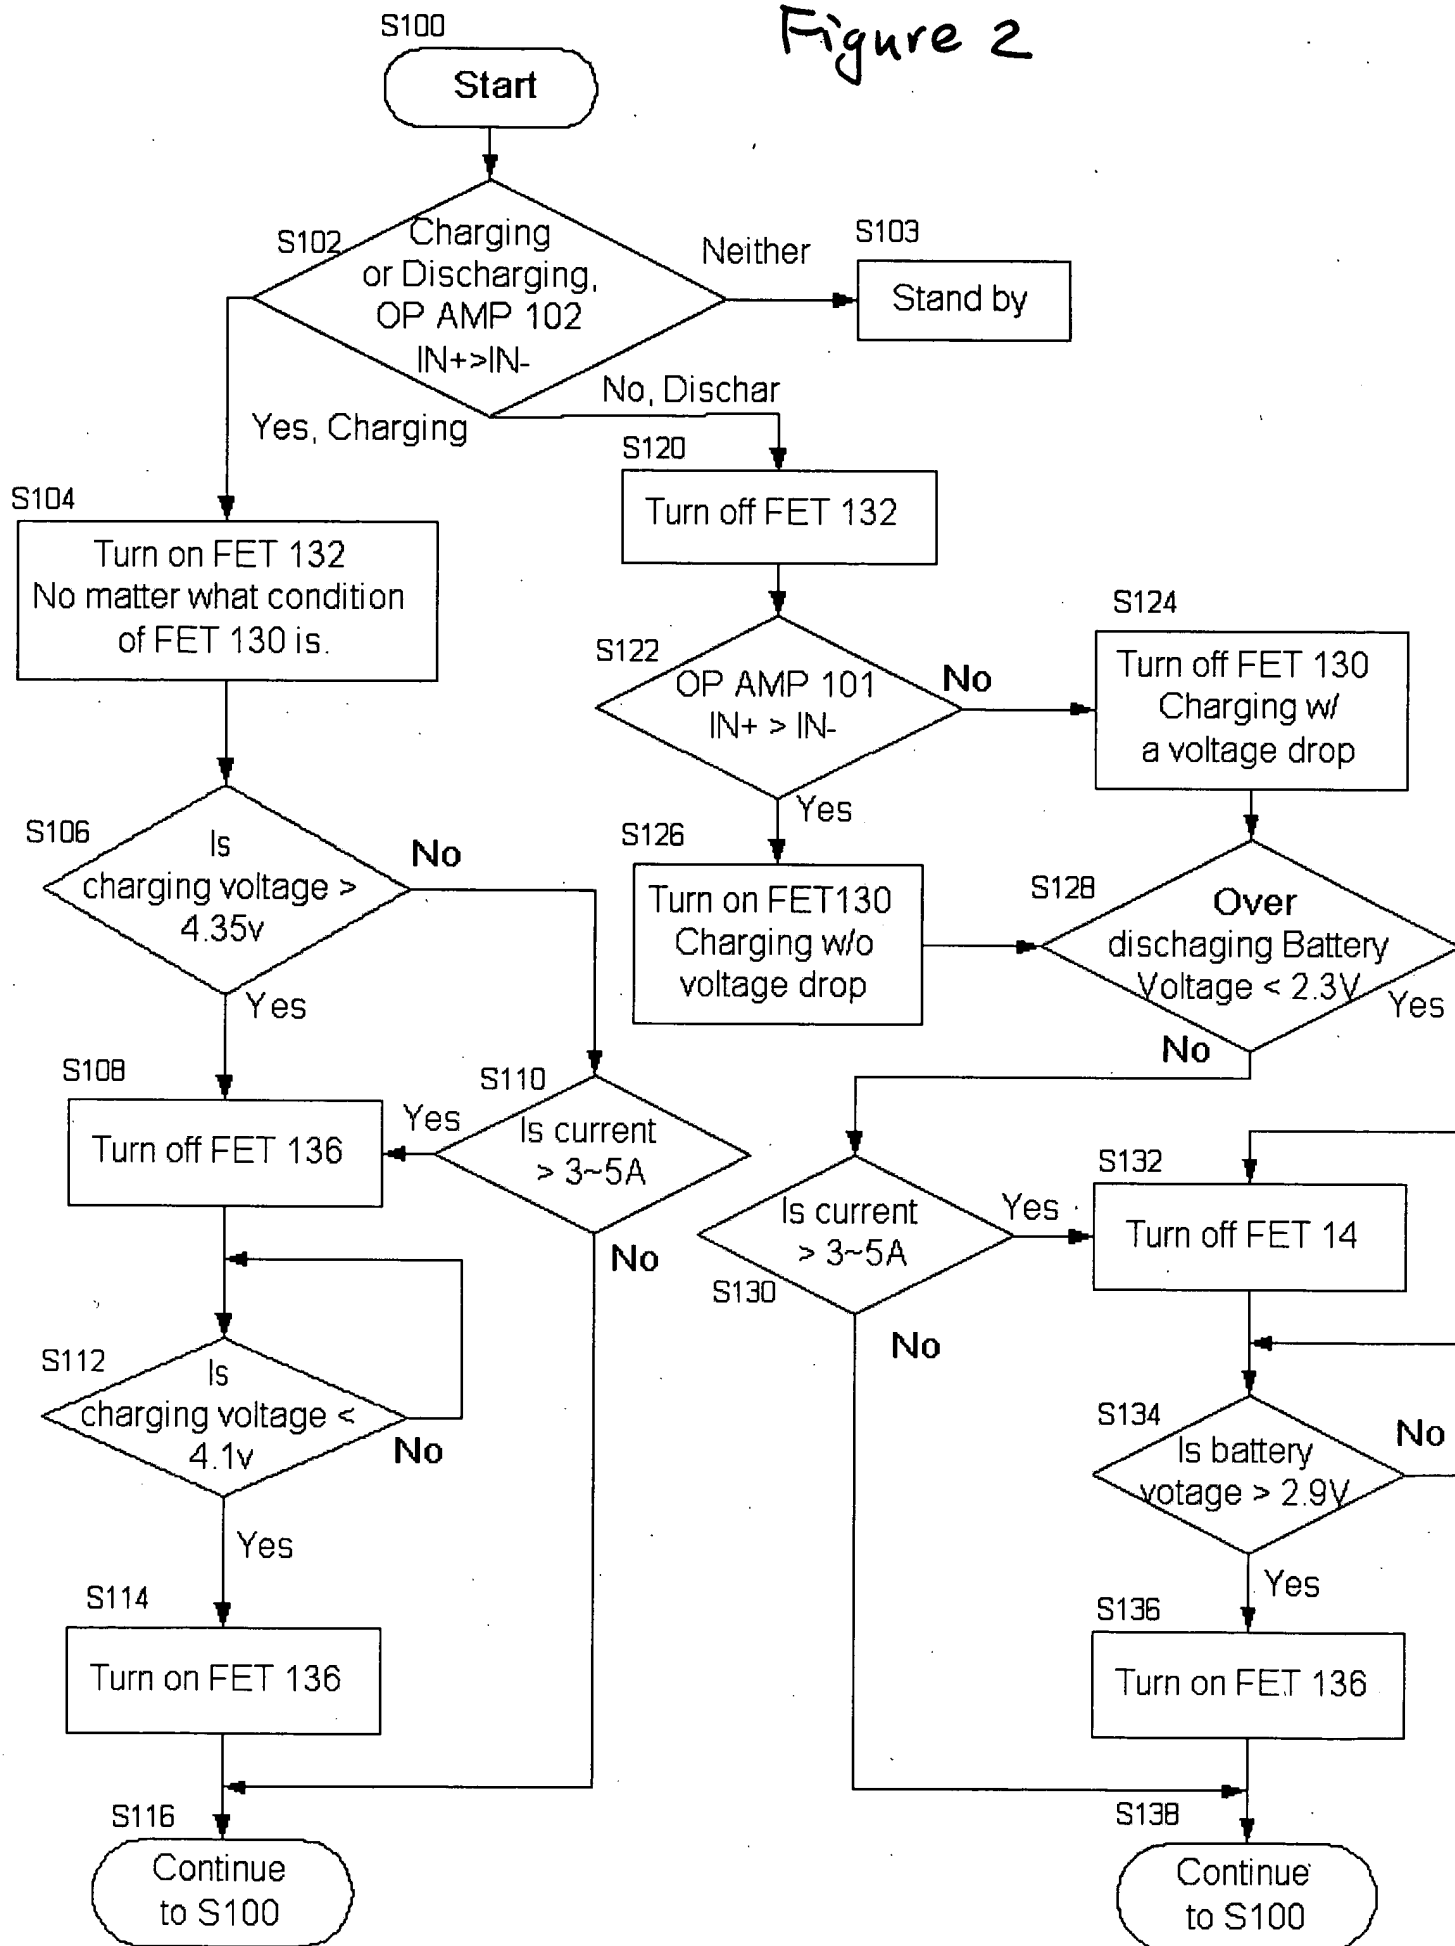 Figure 2
S100
Start
S102
Charging
or Discharging,
OP AMP 102
IN+>IN-
Neither
S103
Stand by
No, Dischar
Yes, Charging
S104
Turn on FET 132
No matter what condition
of FET 130 is.
S120
Turn off FET 132
S122
OP AMP 101
IN+ > IN-
No
S124
Turn off FET 130
Charging w/
a voltage drop
Yes
S126
Turn on FET130
Charging w/o
voltage drop
S128
Over
dischaging Battery
Voltage < 2.3V
Yes
No
S106
Is
charging voltage >
4.35v
No
Yes
S108
Turn off FET 136
S110
Is current
> 3~5A
Yes
No
S112
Is
charging voltage <
4.1v
No
Yes
S114
Turn on FET 136
S116
Continue
to S100
S130
Is current
> 3~5A
Yes
No
S132
Turn off FET 14
S134
Is battery
votage > 2.9V
No
Yes
S136
Turn on FET 136
S138
Continue
to S100